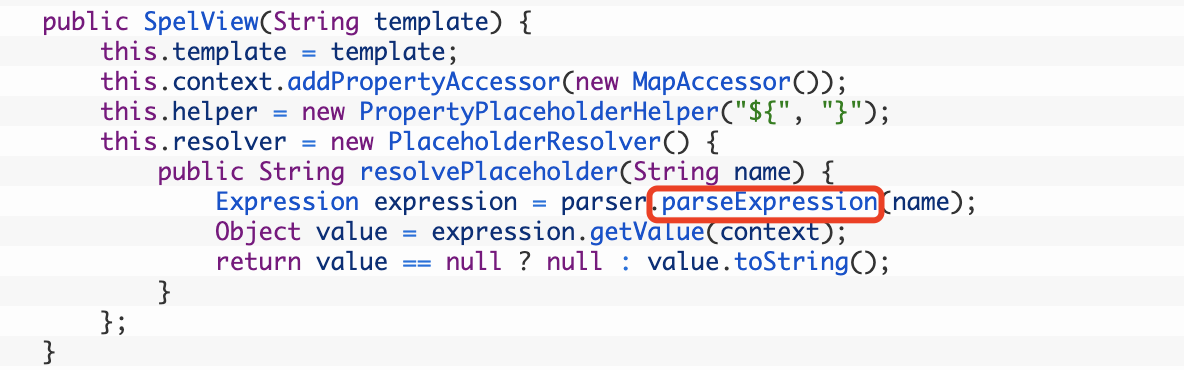 public SpelView(String template) {
this.template = template;
this.context.addPropertyAccessor(new MapAccessor());
this.helper = new PropertyPlaceholderHelper("${", "}");
this.resolver = new PlaceholderResolver() {
public String resolvePlaceholder(String name) {
Expression expression = parser.parseExpression(name);
Object value = expression.getValue(context);
return value == null ? null : value.toString();
}
};
}